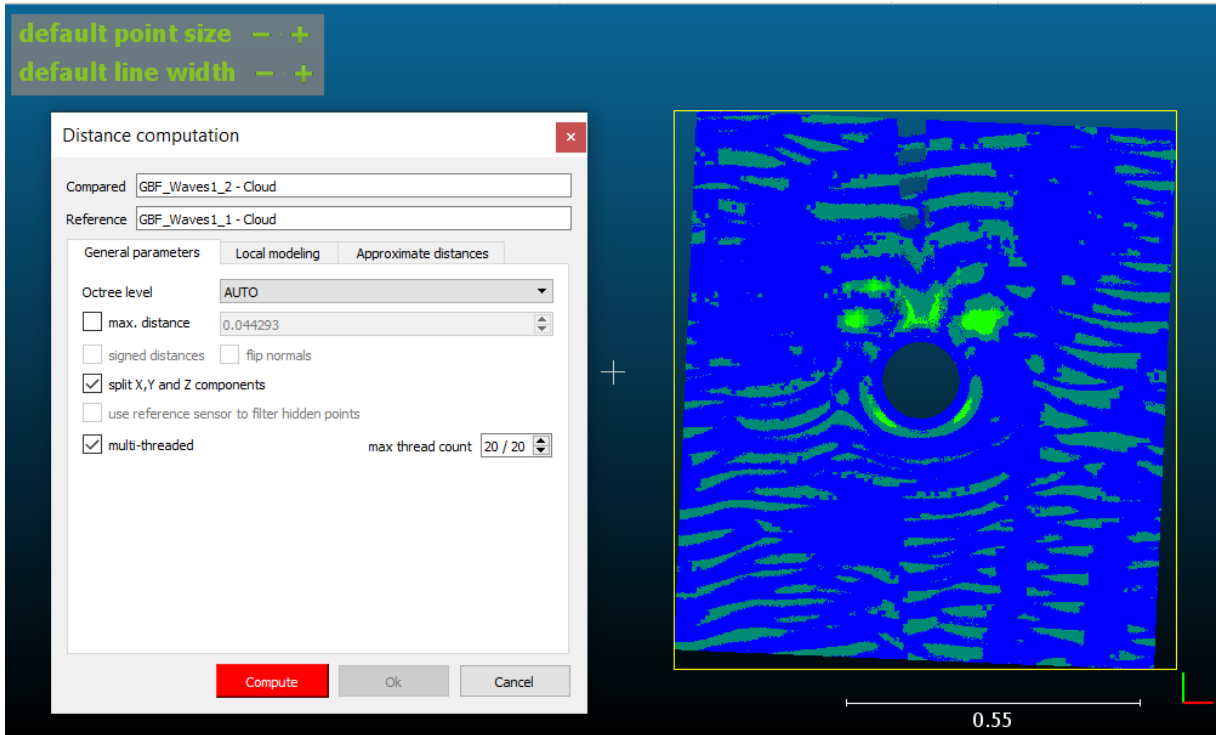 default point size − +
default line width − +
Distance computation
Compared GBF_Waves1_2 - Cloud
Reference GBF_Waves1_1 - Cloud
General parameters Local modeling Approximate distances
Octree level AUTO
max. distance 0.044293
signed distances flip normals
split X,Y and Z components
use reference sensor to filter hidden points
multi-threaded max thread count 20 / 20
Compute Ok Cancel
0.55